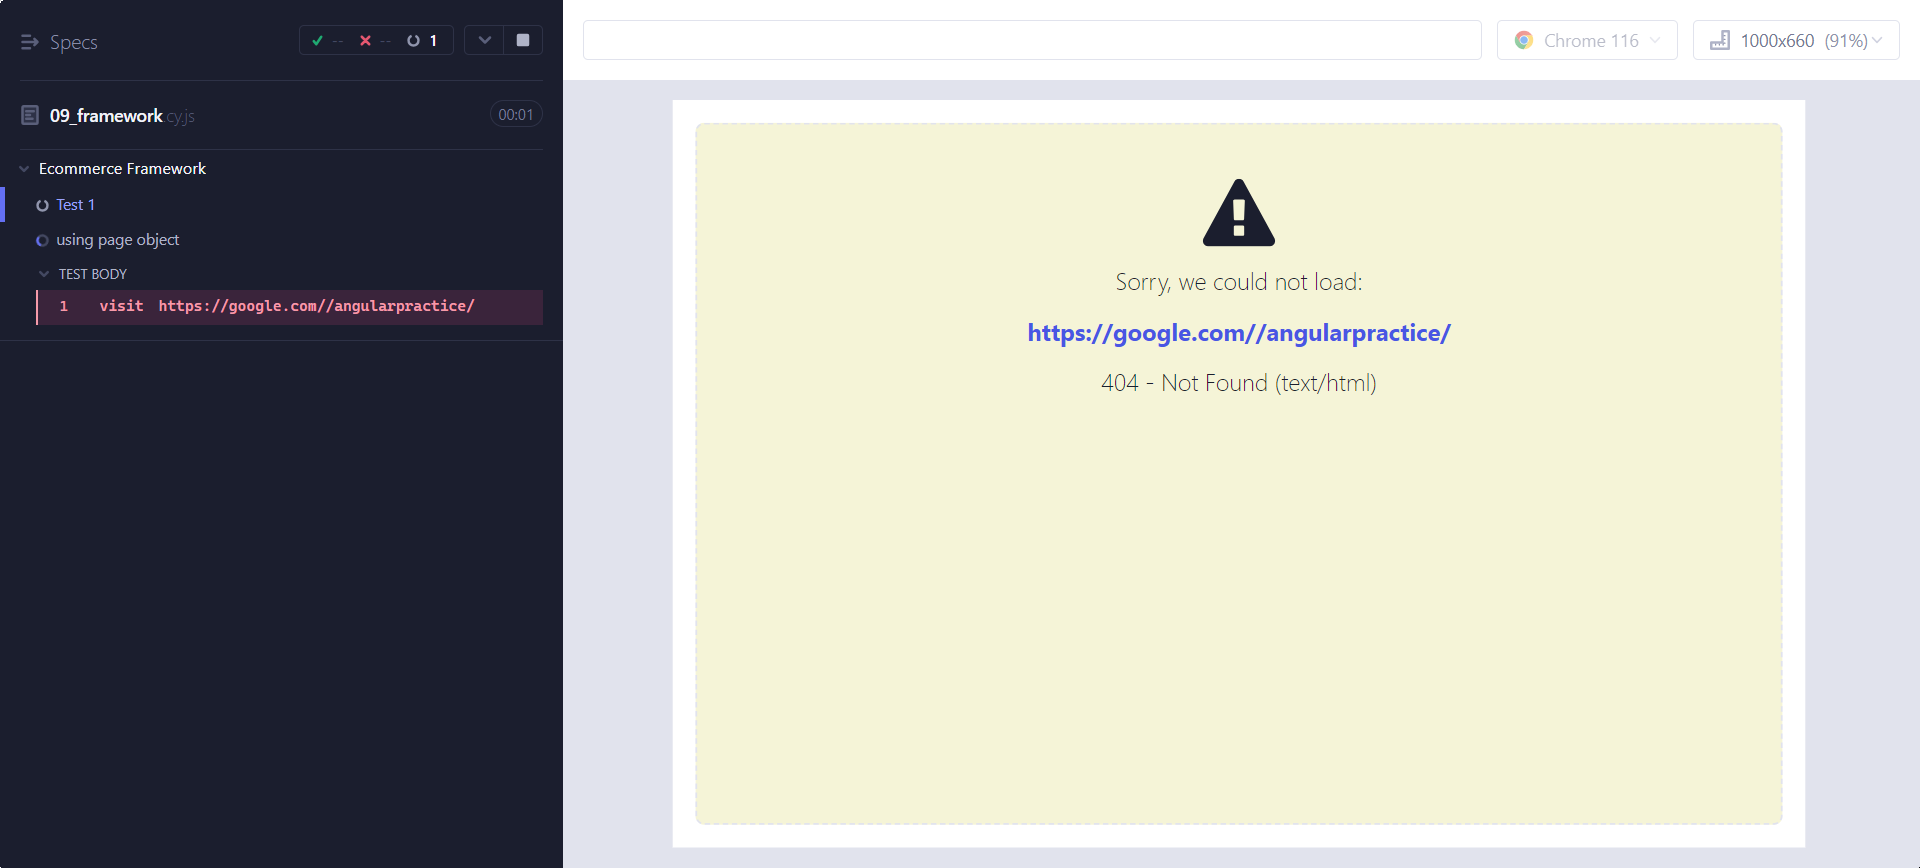 Specs
-- -- 1
09_framework.cy.js
00:01
Ecommerce Framework
Test 1
using page object
TEST BODY
1 visit https://google.com//angularpractice/
Chrome 116
1000x660 (91%)
Sorry, we could not load:
https://google.com//angularpractice/
404 - Not Found (text/html)